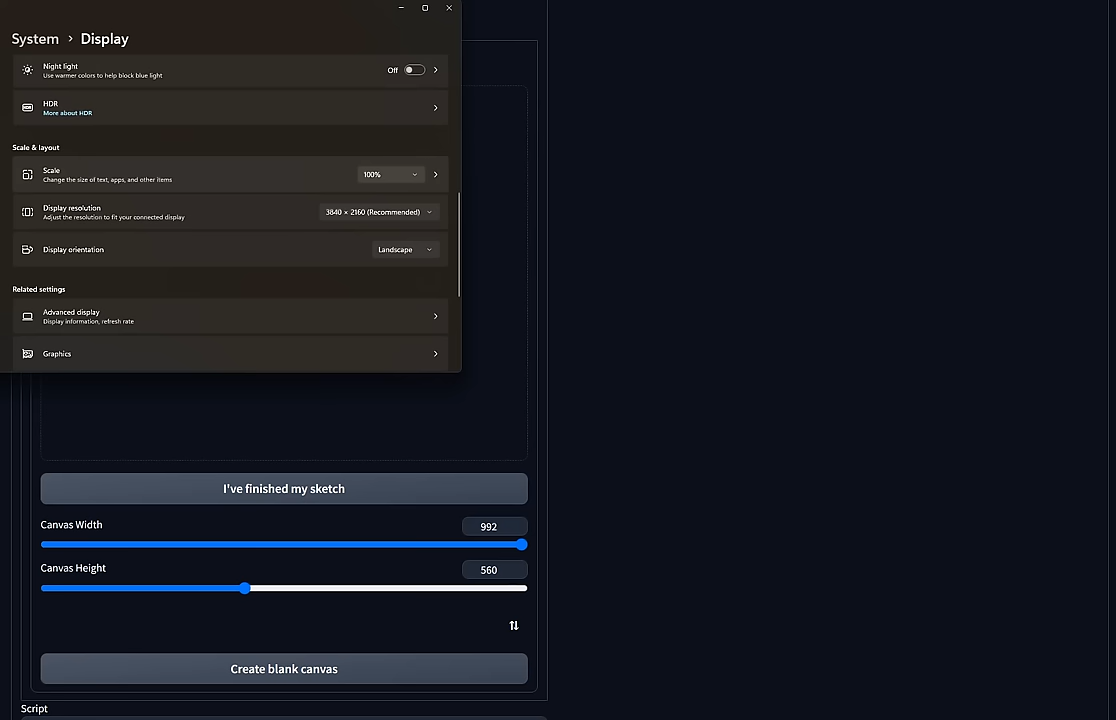 System › Display
Night light
Use warmer colors to help block blue light
Off
HDR
More about HDR
Scale & layout
Scale
Change the size of text, apps, and other items
100%
Display resolution
Adjust the resolution to fit your connected display
3840 × 2160 (Recommended)
Display orientation
Landscape
Related settings
Advanced display
Display information, refresh rate
Graphics
I've finished my sketch
Canvas Width
992
Canvas Height
560
Create blank canvas
Script